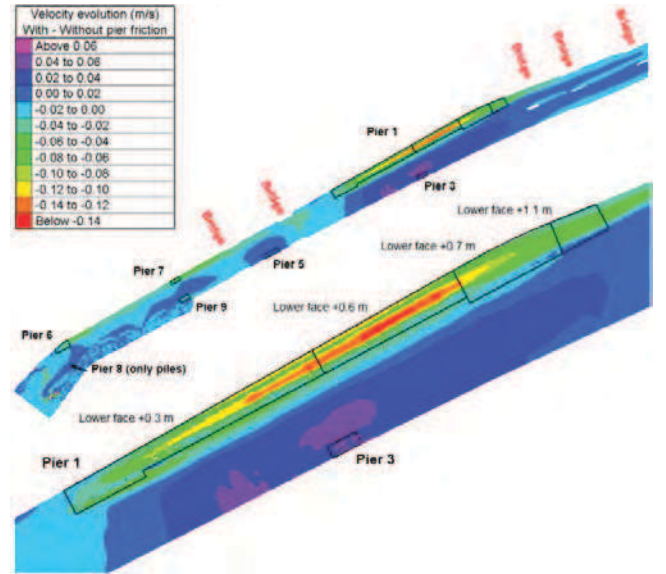 Velocity evolution (m/s)
With - Without pier friction
Above 0.06
0.04 to 0.06
0.02 to 0.04
0.00 to 0.02
-0.02 to 0.00
-0.04 to -0.02
-0.06 to -0.04
-0.08 to -0.06
-0.10 to -0.08
-0.12 to -0.10
-0.14 to -0.12
Below -0.14
Bridge
Bridge
Bridge
Pier 1
Pier 3
Bridge
Bridge
Lower face +1.1 m
Lower face +0.7 m
Pier 5
Pier 7
Pier 9
Lower face +0.6 m
Pier 6
Pier 8 (only piles)
Lower face +0.3 m
Pier 1
Pier 3